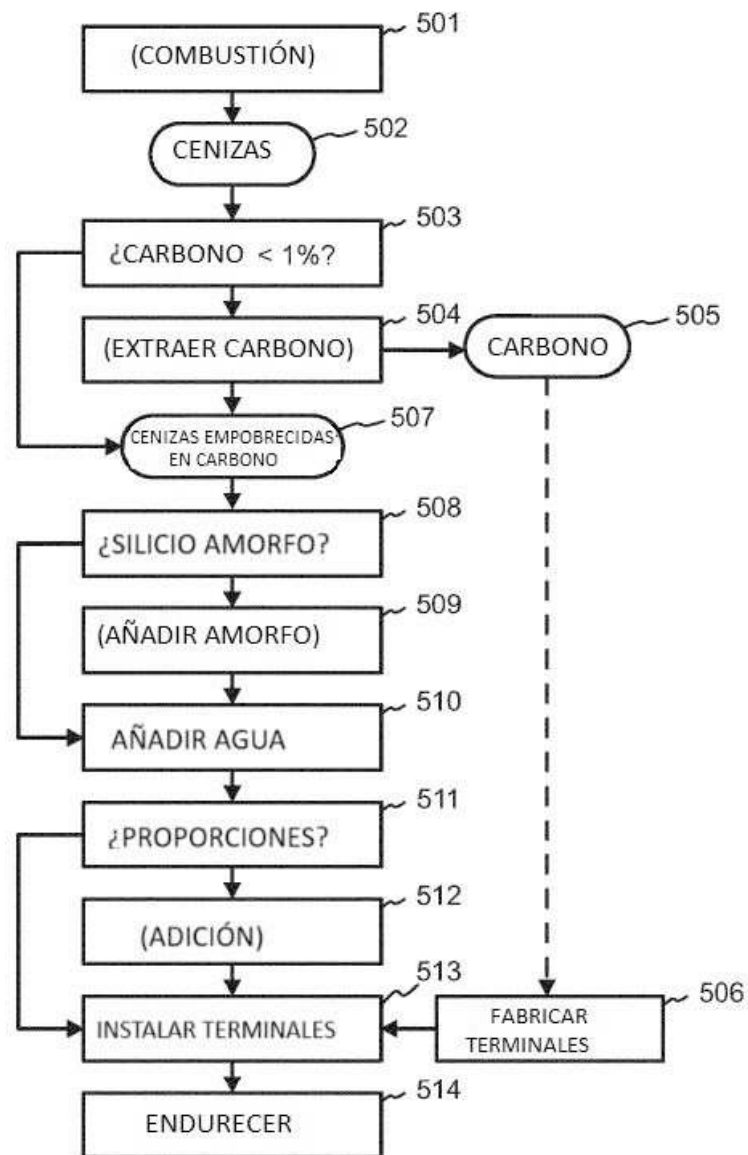 501
(COMBUSTIÓN)
502
CENIZAS
503
¿CARBONO < 1%?
504
(EXTRAER CARBONO)
505
CARBONO
507
CENIZAS EMPOBRECIDAS
EN CARBONO
508
¿SILICIO AMORFO?
509
(AÑADIR AMORFO)
510
AÑADIR AGUA
511
¿PROPORCIONES?
512
(ADICIÓN)
513
INSTALAR TERMINALES
506
FABRICAR
TERMINALES
514
ENDURECER